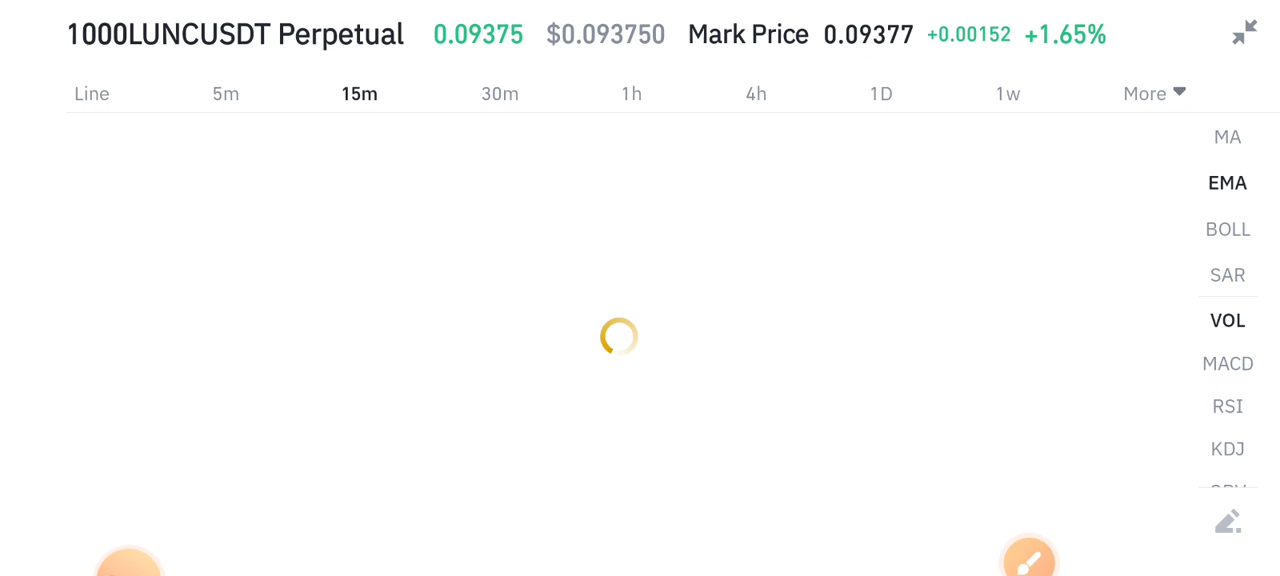 1000LUNCUSDT Perpetual 0.09375 $0.093750 Mark Price 0.09377 +0.00152 +1.65%
Line 5m 15m 30m 1h 4h 1D 1w More
MA
EMA
BOLL
SAR
VOL
MACD
RSI
KDJ